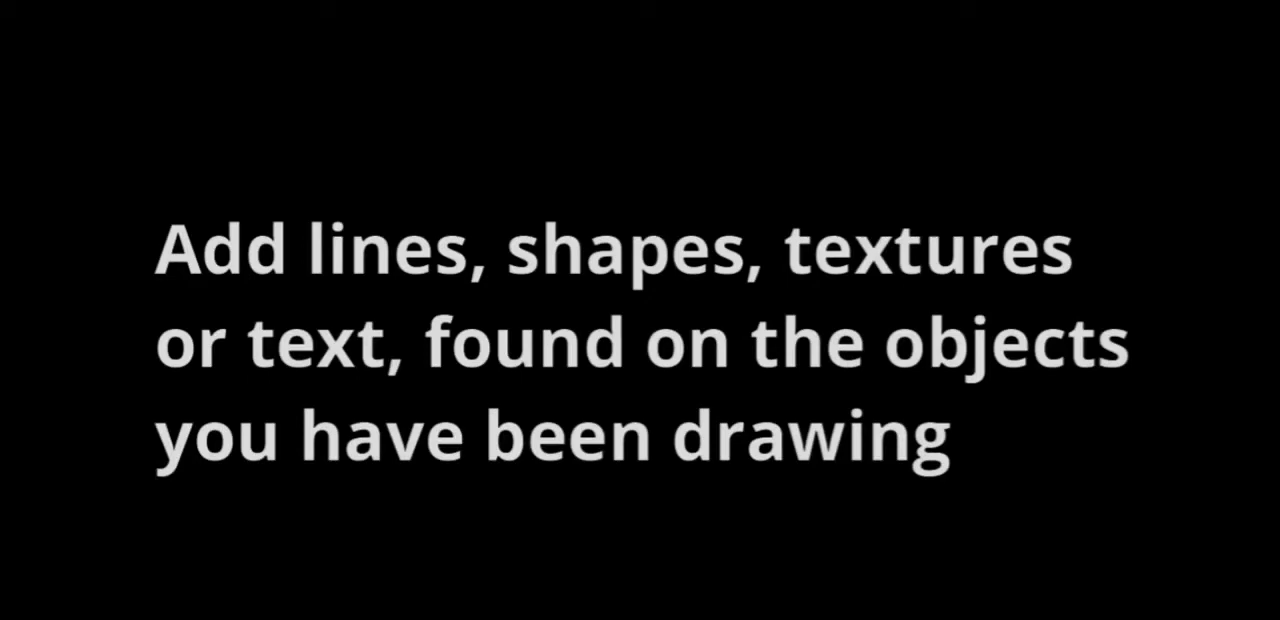 Add lines, shapes, textures
or text, found on the objects
you have been drawing